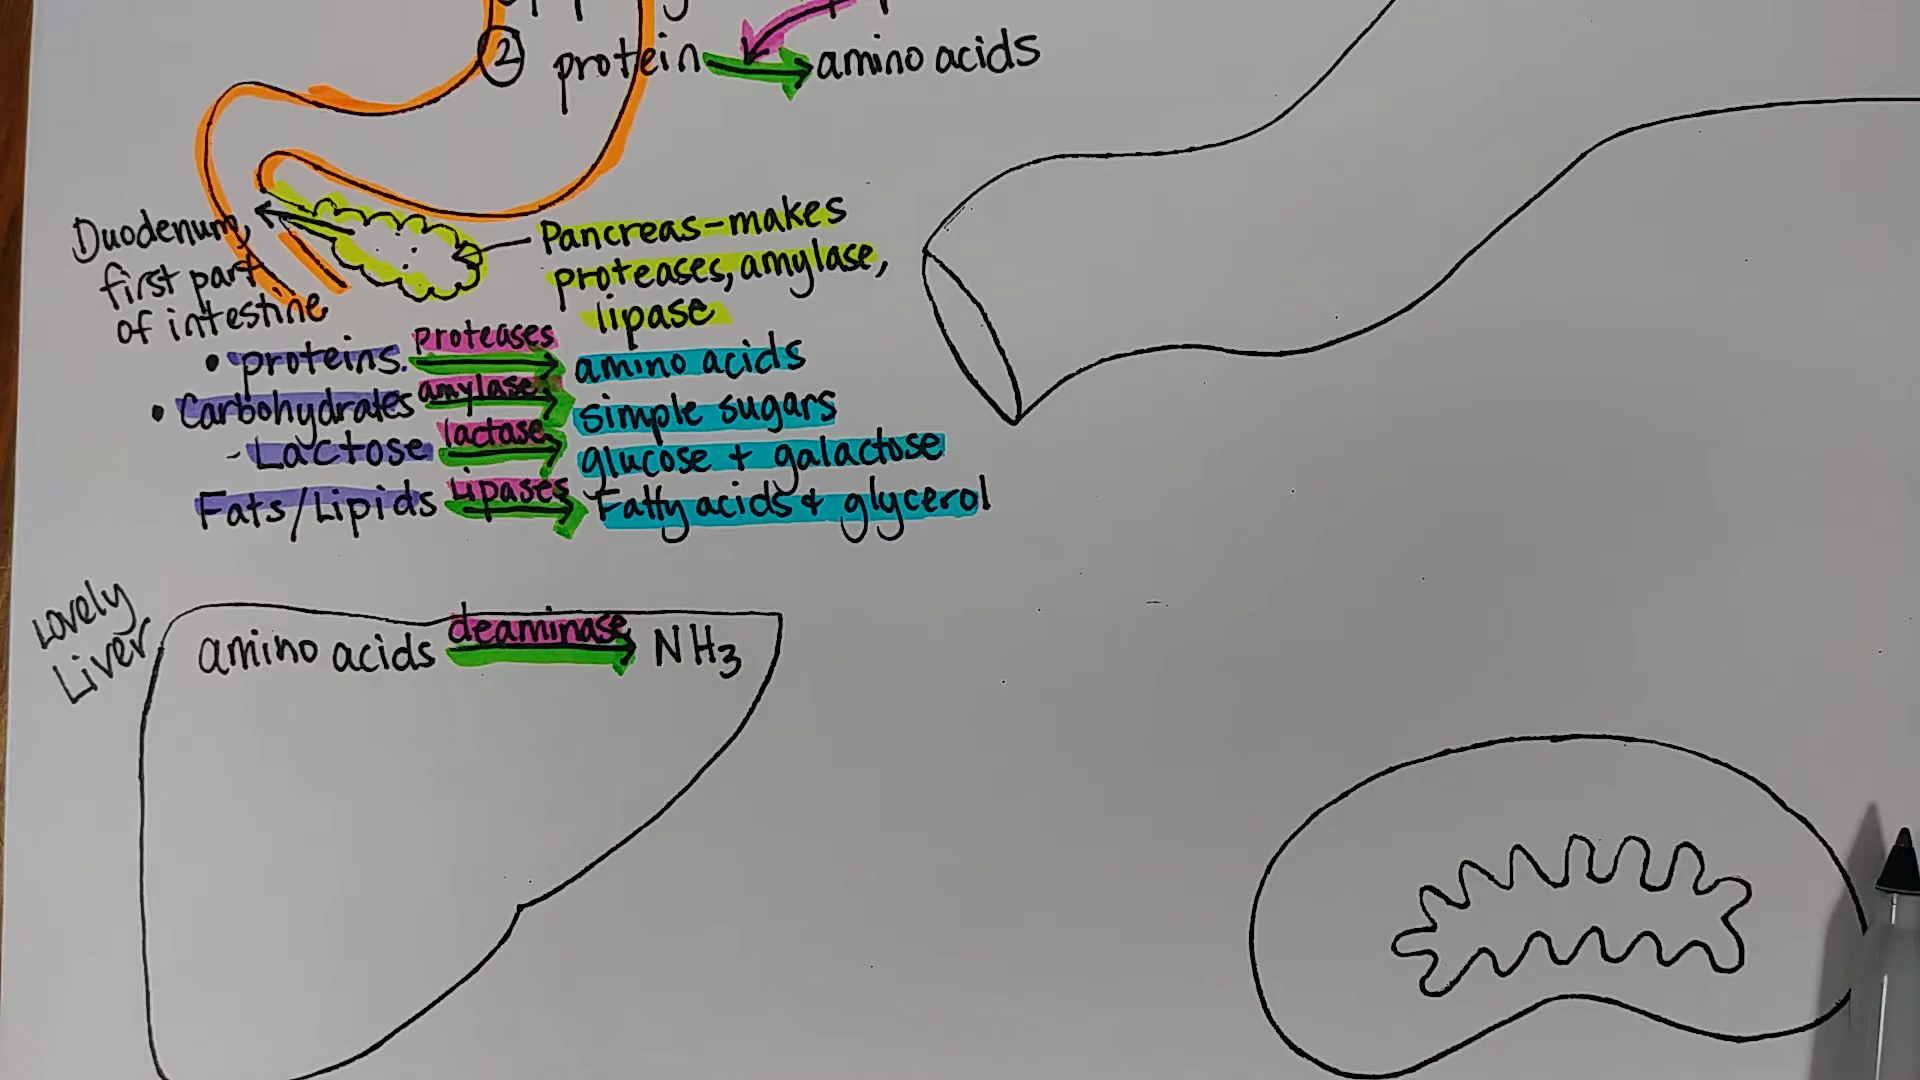 ② protein → amino acids
Duodenum,
first part
of intestine
Pancreas-makes
proteases, amylase,
lipase
• proteins. proteases → amino acids
• Carbohydrates amylase → simple sugars
- Lactose lactase → glucose + galactose
Fats/Lipids Lipases → Fatty acids + glycerol
Lovely
Liver
amino acids deaminase → NH3